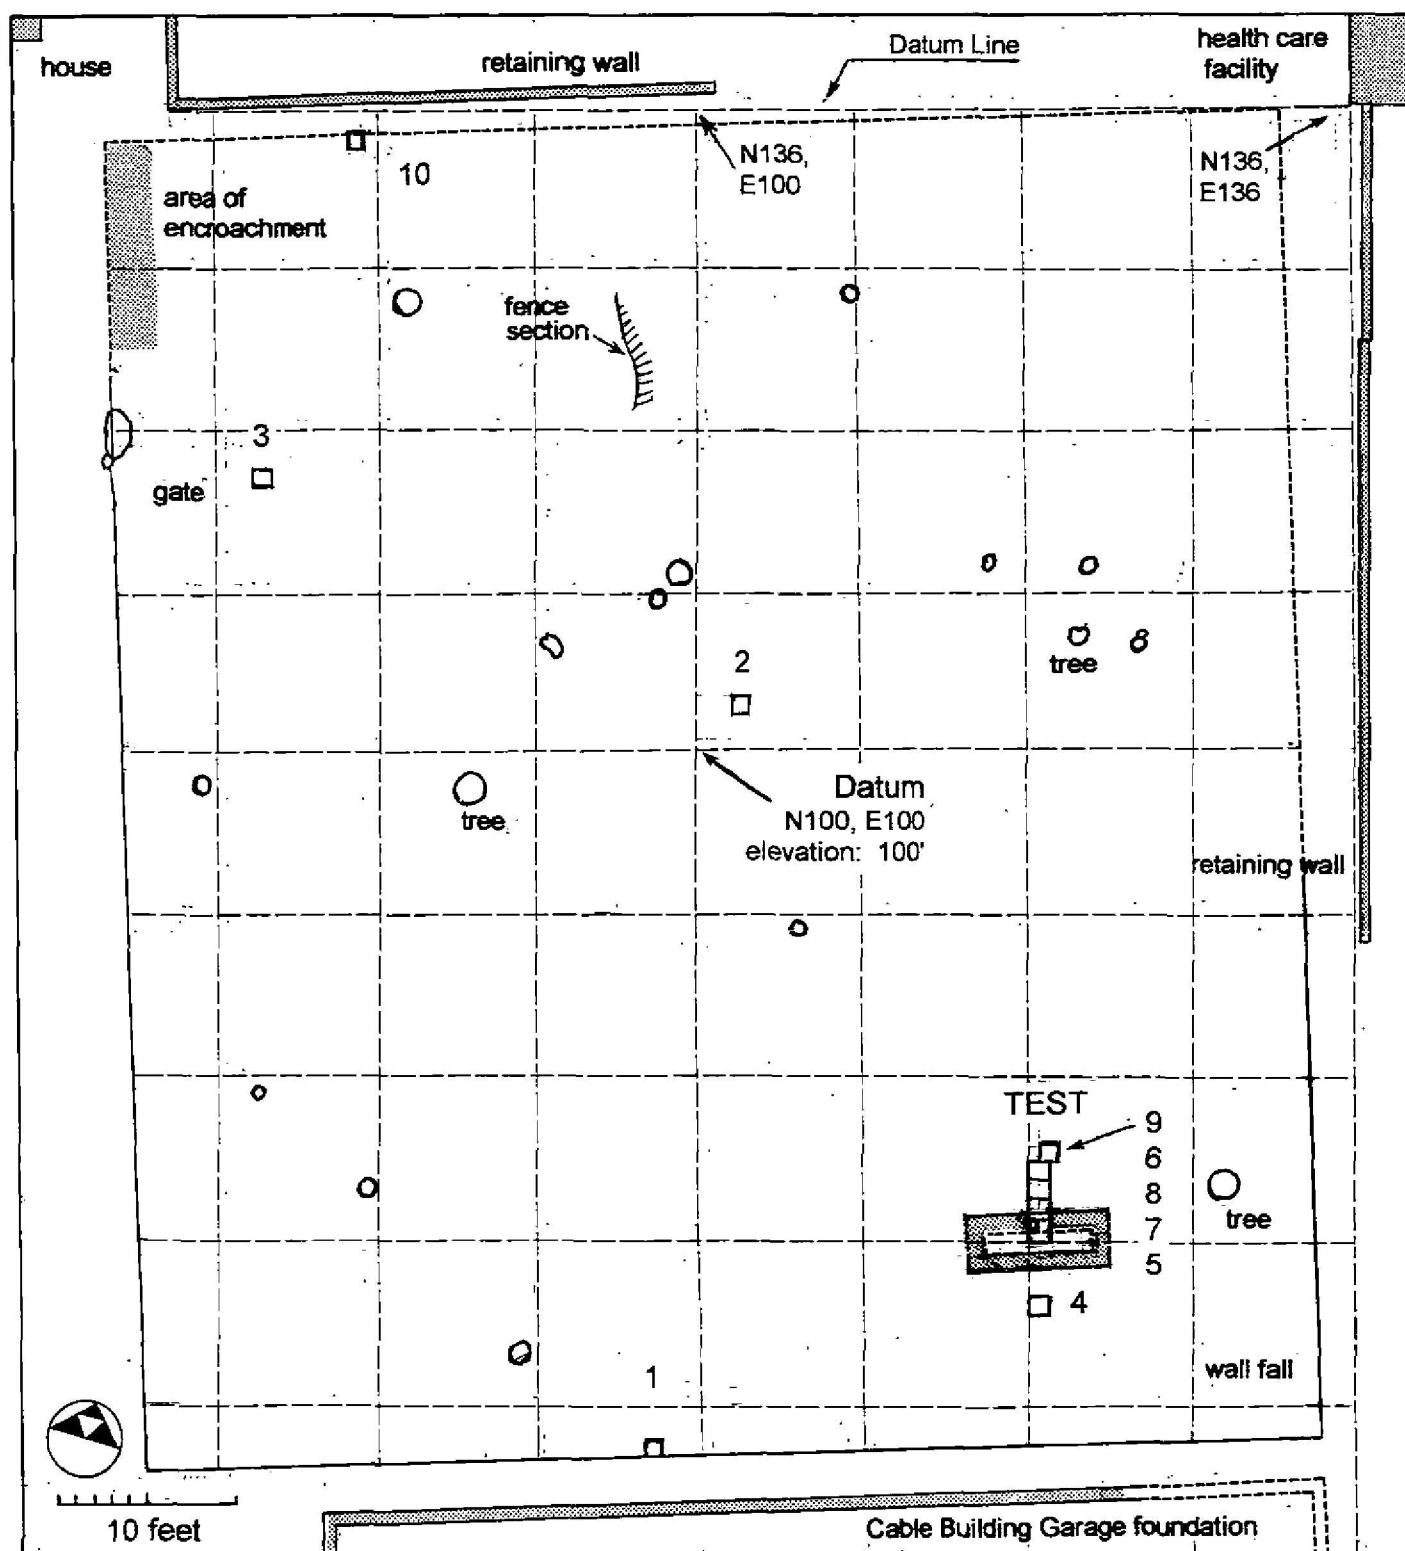 house
retaining wall
Datum Line
health care
facility
N136,
E100
N136,
E136
10
area of
encroachment
fence
section
3
gate
2
tree
Datum
N100, E100
elevation: 100'
tree
retaining wall
TEST
9
6
8
7
5
tree
4
wall fall
1
10 feet
Cable Building Garage foundation